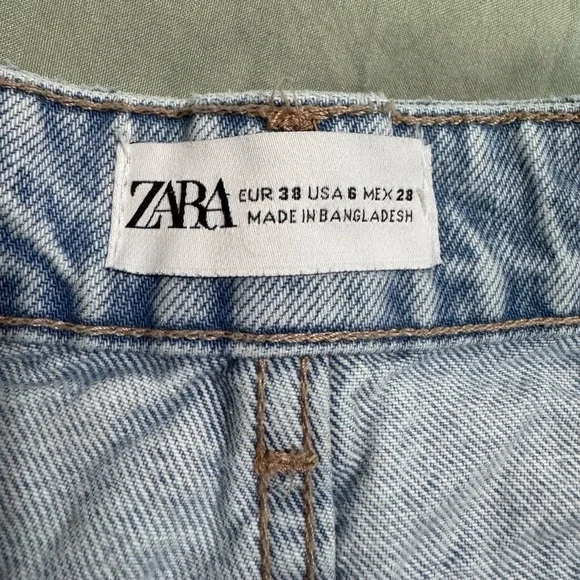 ZARA EUR 38 USA 6 MEX 28
MADE IN BANGLADESH